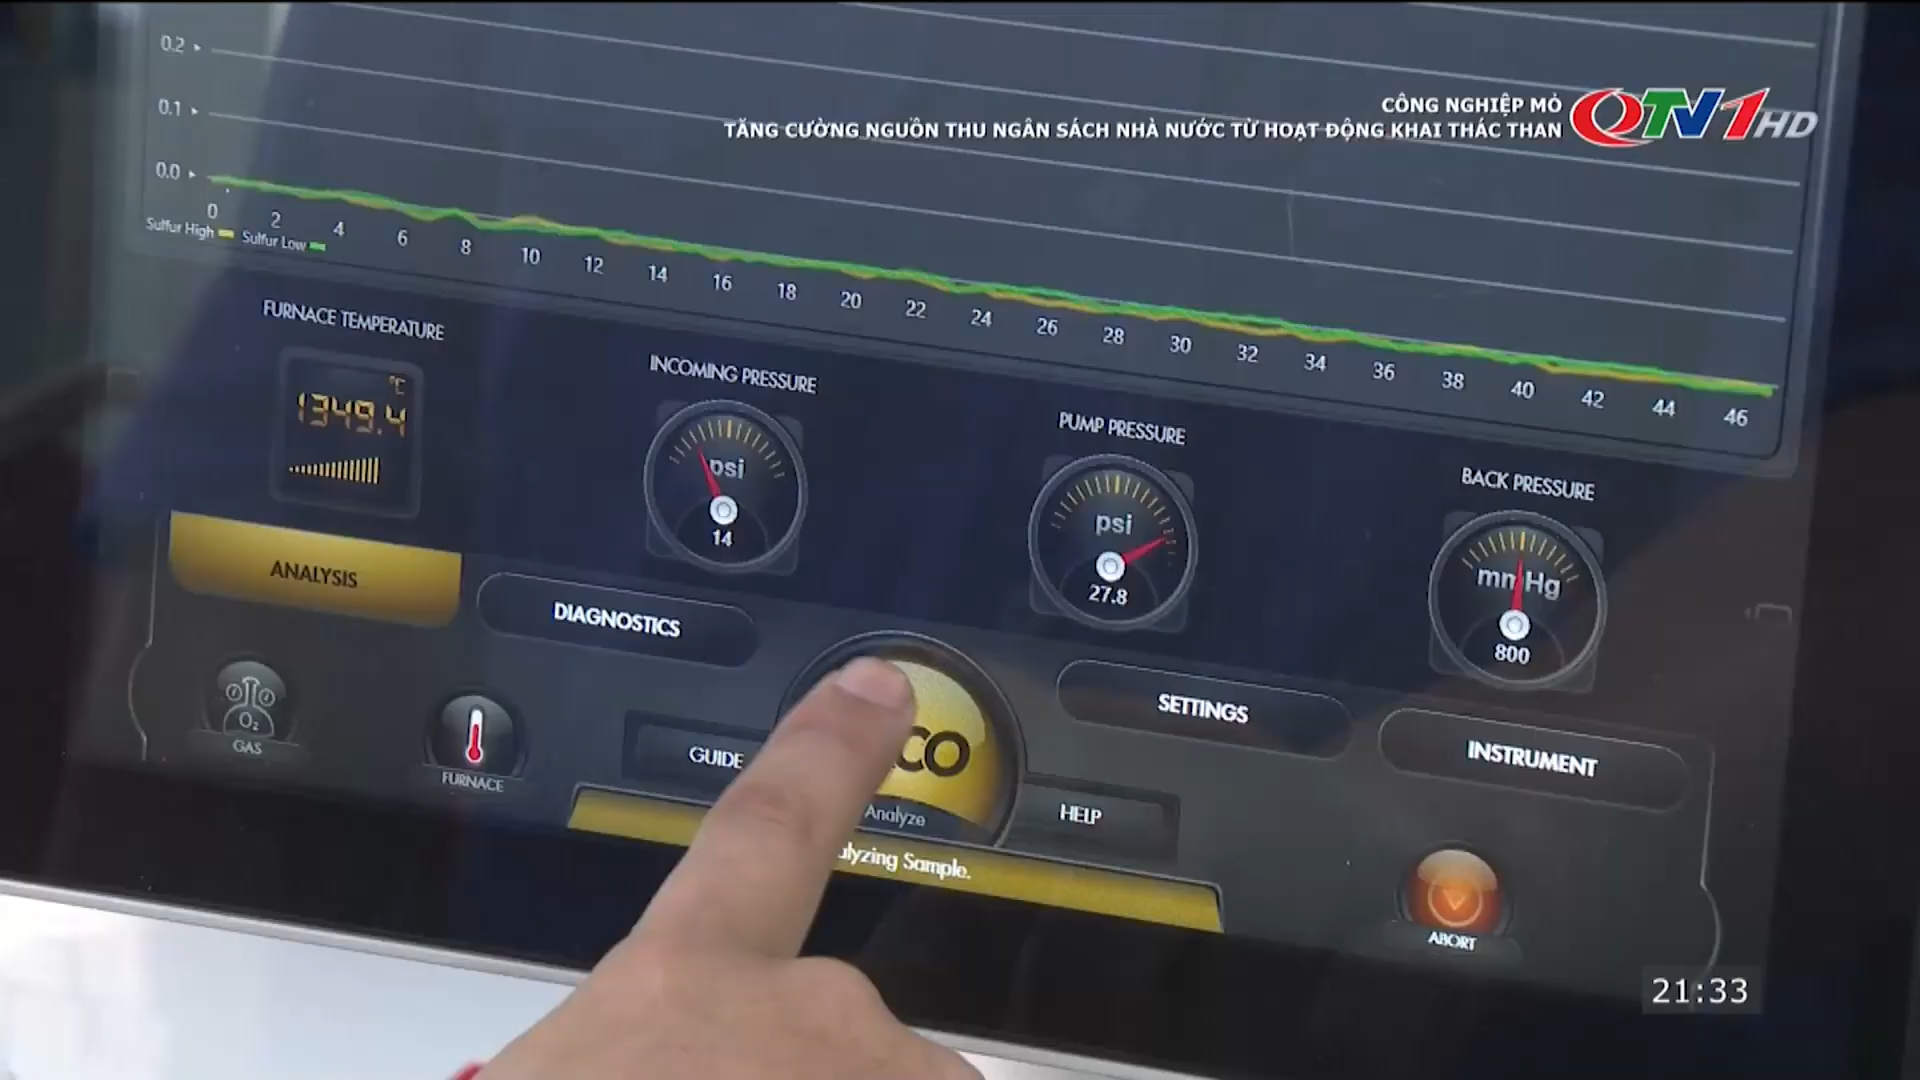 CÔNG NGHIỆP MỎ
TĂNG CƯỜNG NGUỒN THU NGÂN SÁCH NHÀ NƯỚC TỪ HOẠT ĐỘNG KHAI THÁC THAN
QTV1HD
0.2
0.1
0.0
0 2 4 6 8 10 12 14 16 18 20 22 24 26 28 30 32 34 36 38 40 42 44 46
Sulfur High Sulfur Low
FURNACE TEMPERATURE
°C
1349.4
INCOMING PRESSURE
psi
14
PUMP PRESSURE
psi
27.8
BACK PRESSURE
mmHg
800
ANALYSIS
DIAGNOSTICS
SETTINGS
INSTRUMENT
O₂
GAS
FURNACE
GUIDE
CO
Analyze
HELP
alyzing Sample.
ABORT
21:33